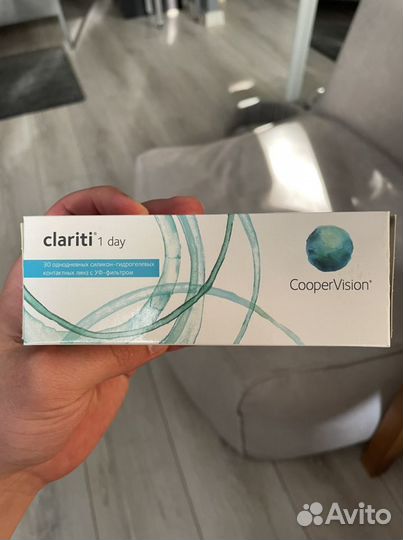 clariti® 1 day
30 однодневных силикон-гидрогелевых
контактных линз с УФ-фильтром
CooperVision®
Avito